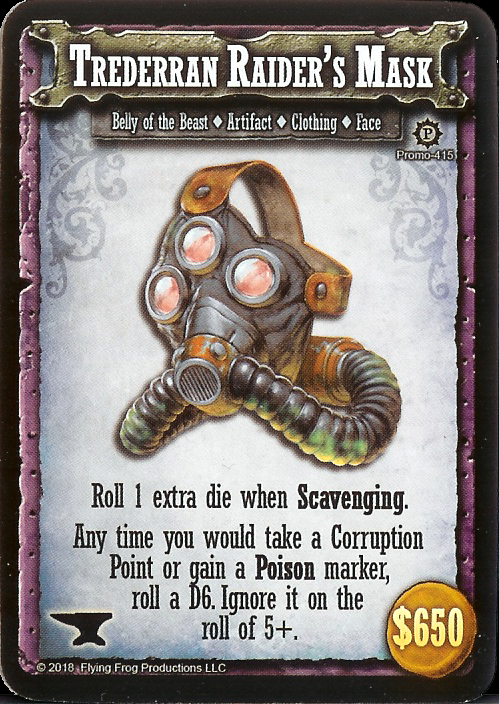 TREDERRAN RAIDER'S MASK
Belly of the Beast ◆ Artifact ◆ Clothing ◆ Face
P
Promo-415
Roll 1 extra die when Scavenging.
Any time you would take a Corruption
Point or gain a Poison marker,
roll a D6. Ignore it on the
roll of 5+.
$650
© 2018 Flying Frog Productions LLC